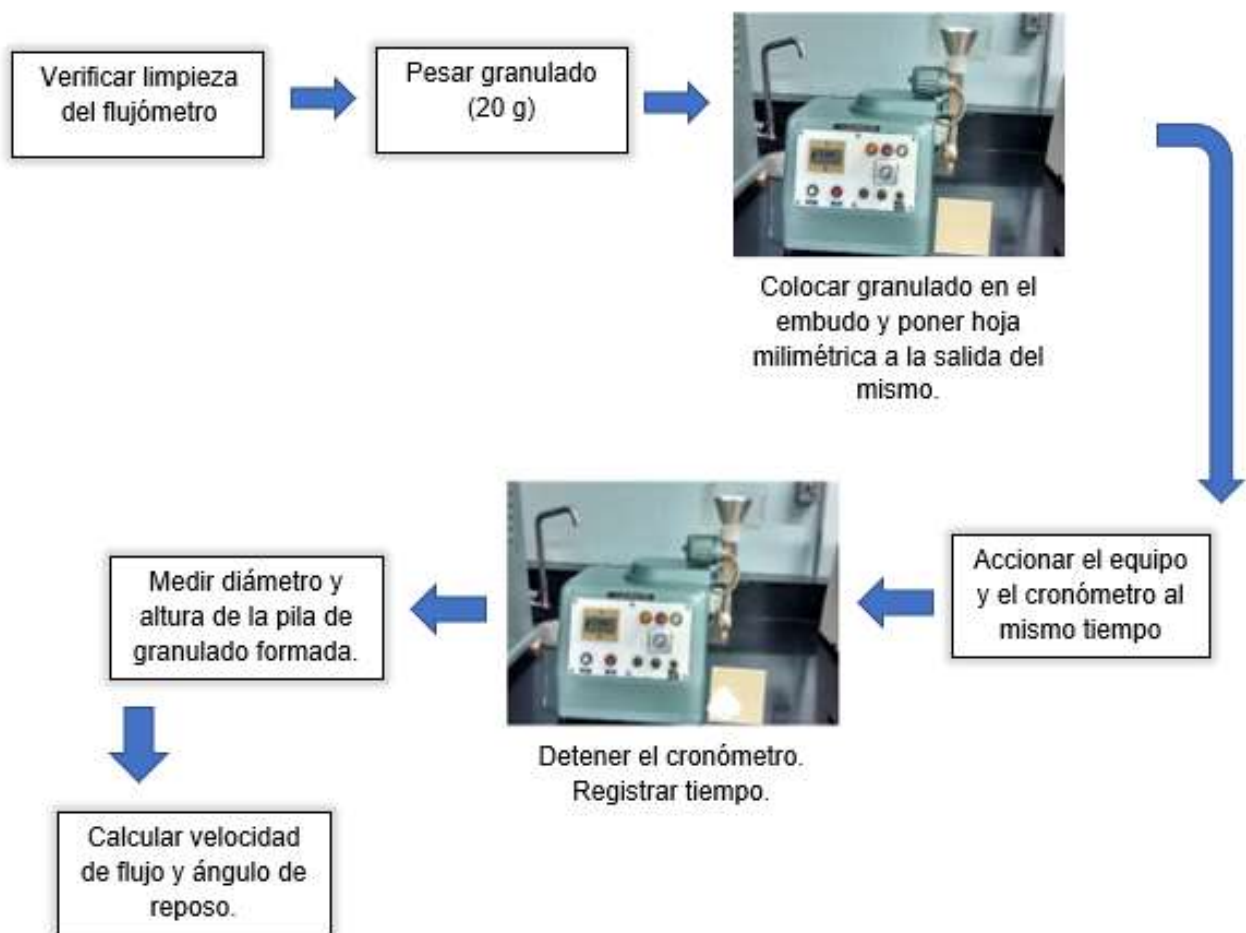 Verificar limpieza
del flujómetro
Pesar granulado
(20 g)
Colocar granulado en el
embudo y poner hoja
milimétrica a la salida del
mismo.
Accionar el equipo
y el cronómetro al
mismo tiempo
Detener el cronómetro.
Registrar tiempo.
Medir diámetro y
altura de la pila de
granulado formada.
Calcular velocidad
de flujo y ángulo de
reposo.